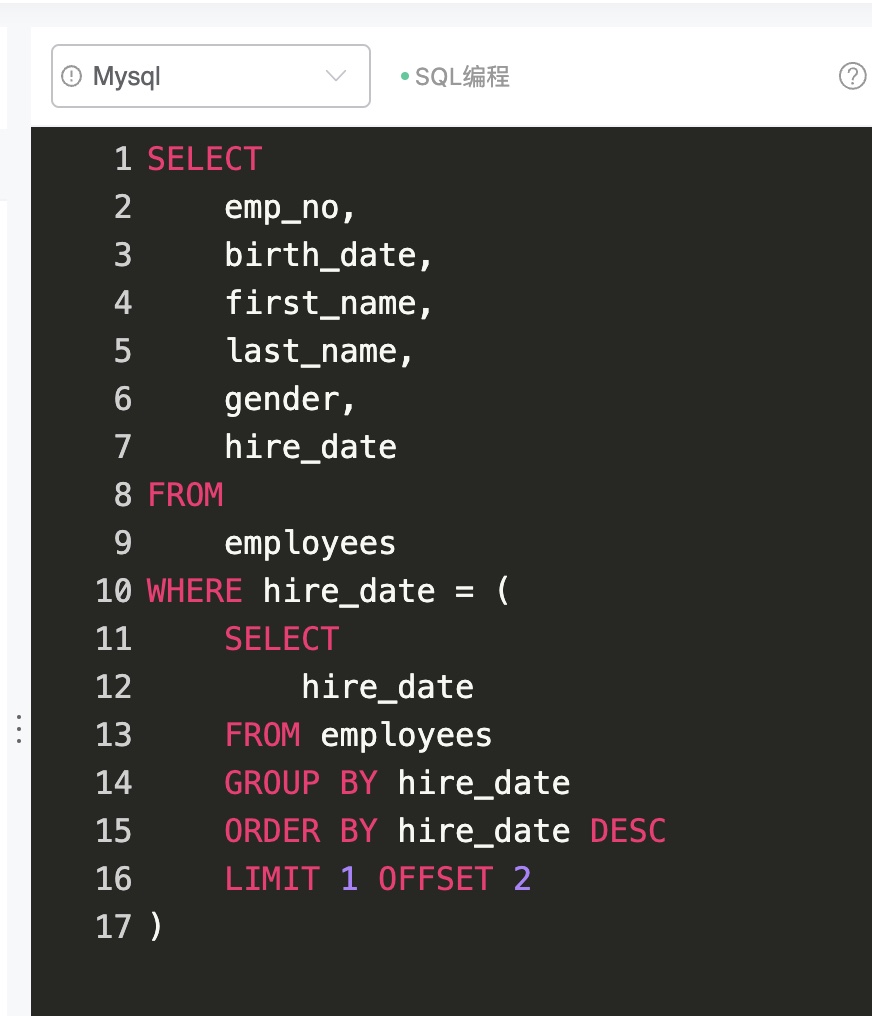 Mysql
SQL编程
1 SELECT
2     emp_no,
3     birth_date,
4     first_name,
5     last_name,
6     gender,
7     hire_date
8 FROM
9     employees
10 WHERE hire_date = (
11     SELECT
12         hire_date
13     FROM employees
14     GROUP BY hire_date
15     ORDER BY hire_date DESC
16     LIMIT 1 OFFSET 2
17 )